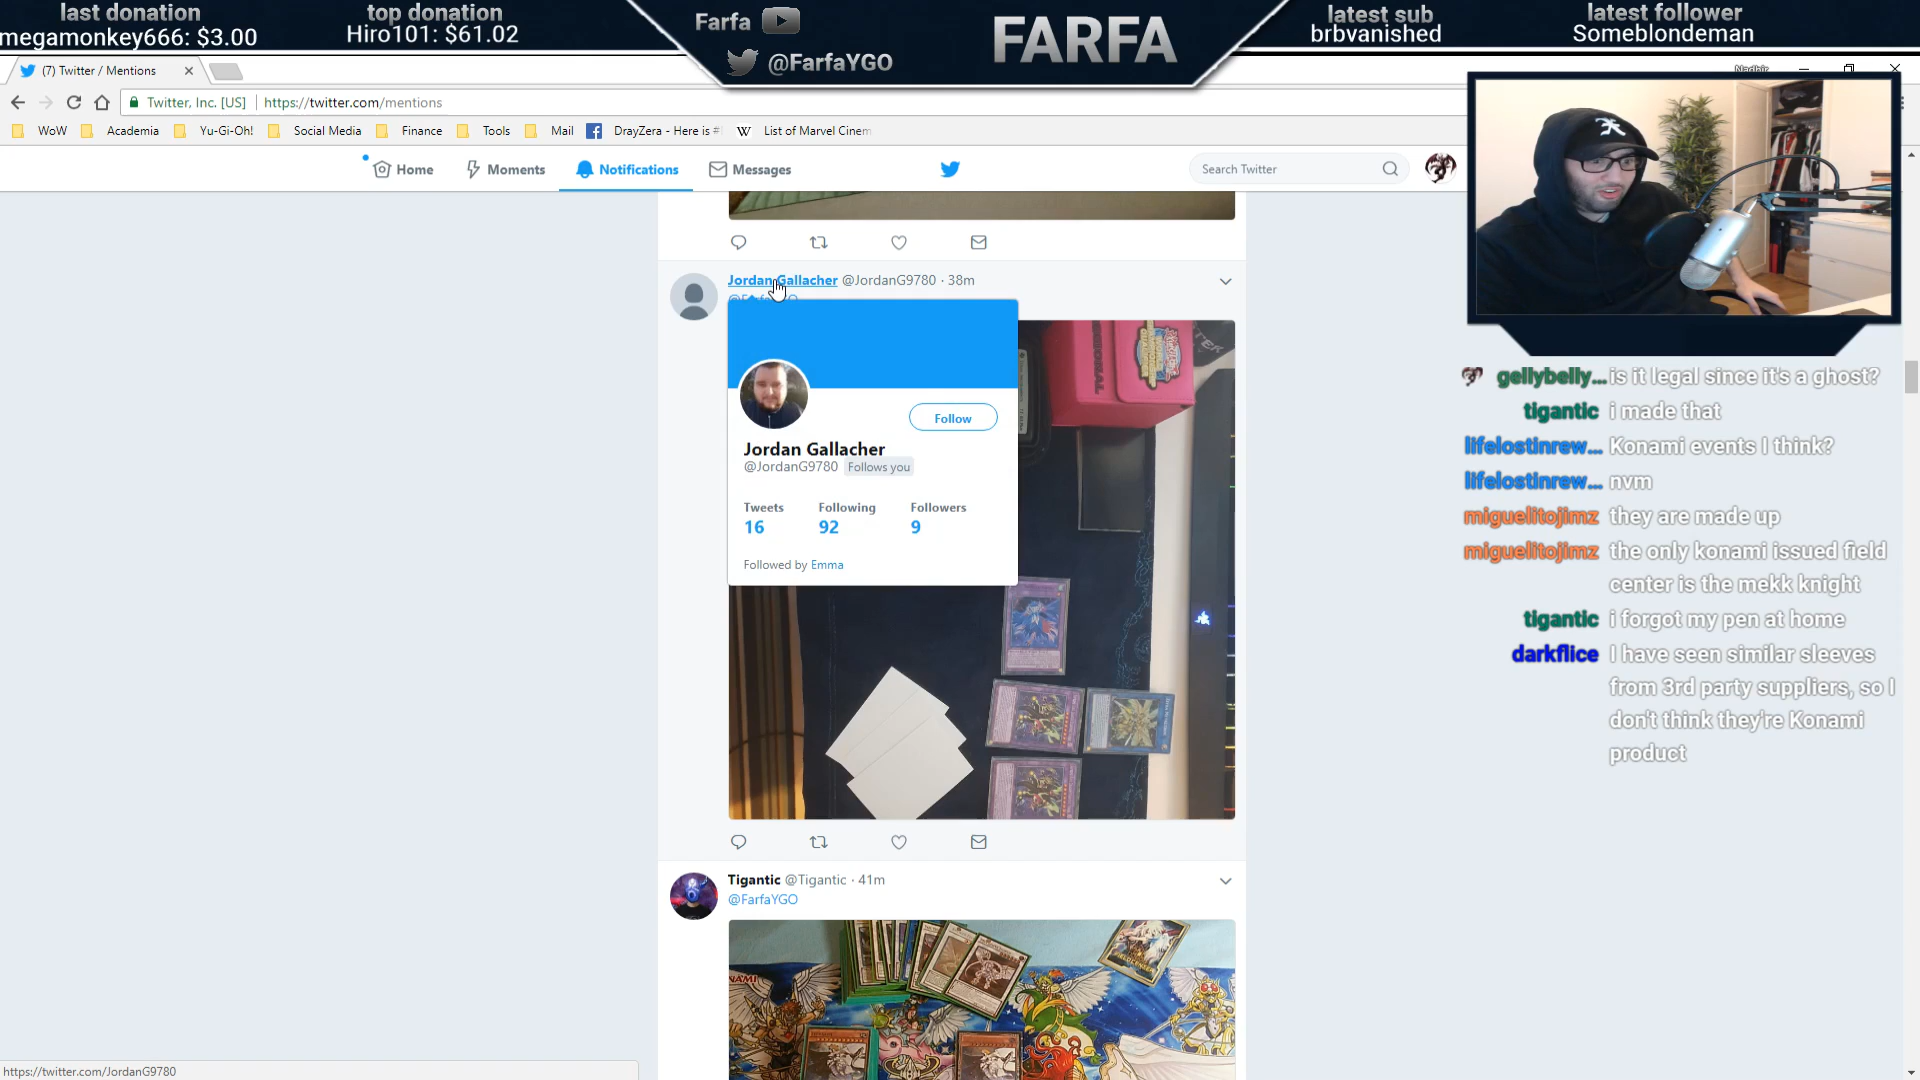 last donation
megamonkey666: $3.00
top donation
Hiro101: $61.02
Farfa
@FarfaYGO
FARFA
latest sub
brbvanished
latest follower
Someblondeman
(7) Twitter / Mentions
Twitter, Inc. [US]
https://twitter.com/mentions
WoW
Academia
Yu-Gi-Oh!
Social Media
Finance
Tools
Mail
DrayZera - Here is #
List of Marvel Cinem
Home
Moments
Notifications
Messages
Search Twitter
Jordan Gallacher @JordanG9780 · 38m
Jordan Gallacher
@JordanG9780 Follows you
Follow
Tweets Following Followers
16 92 9
Followed by Emma
REGIONAL
Tigantic @Tigantic · 41m
@FarfaYGO
gellybelly... is it legal since it's a ghost?
tigantic i made that
lifelostinrew... Konami events I think?
lifelostinrew... nvm
miguelitojimz they are made up
miguelitojimz the only konami issued field
center is the mekk knight
tigantic i forgot my pen at home
darkflice I have seen similar sleeves
from 3rd party suppliers, so I
don't think they're Konami
product
https://twitter.com/JordanG9780